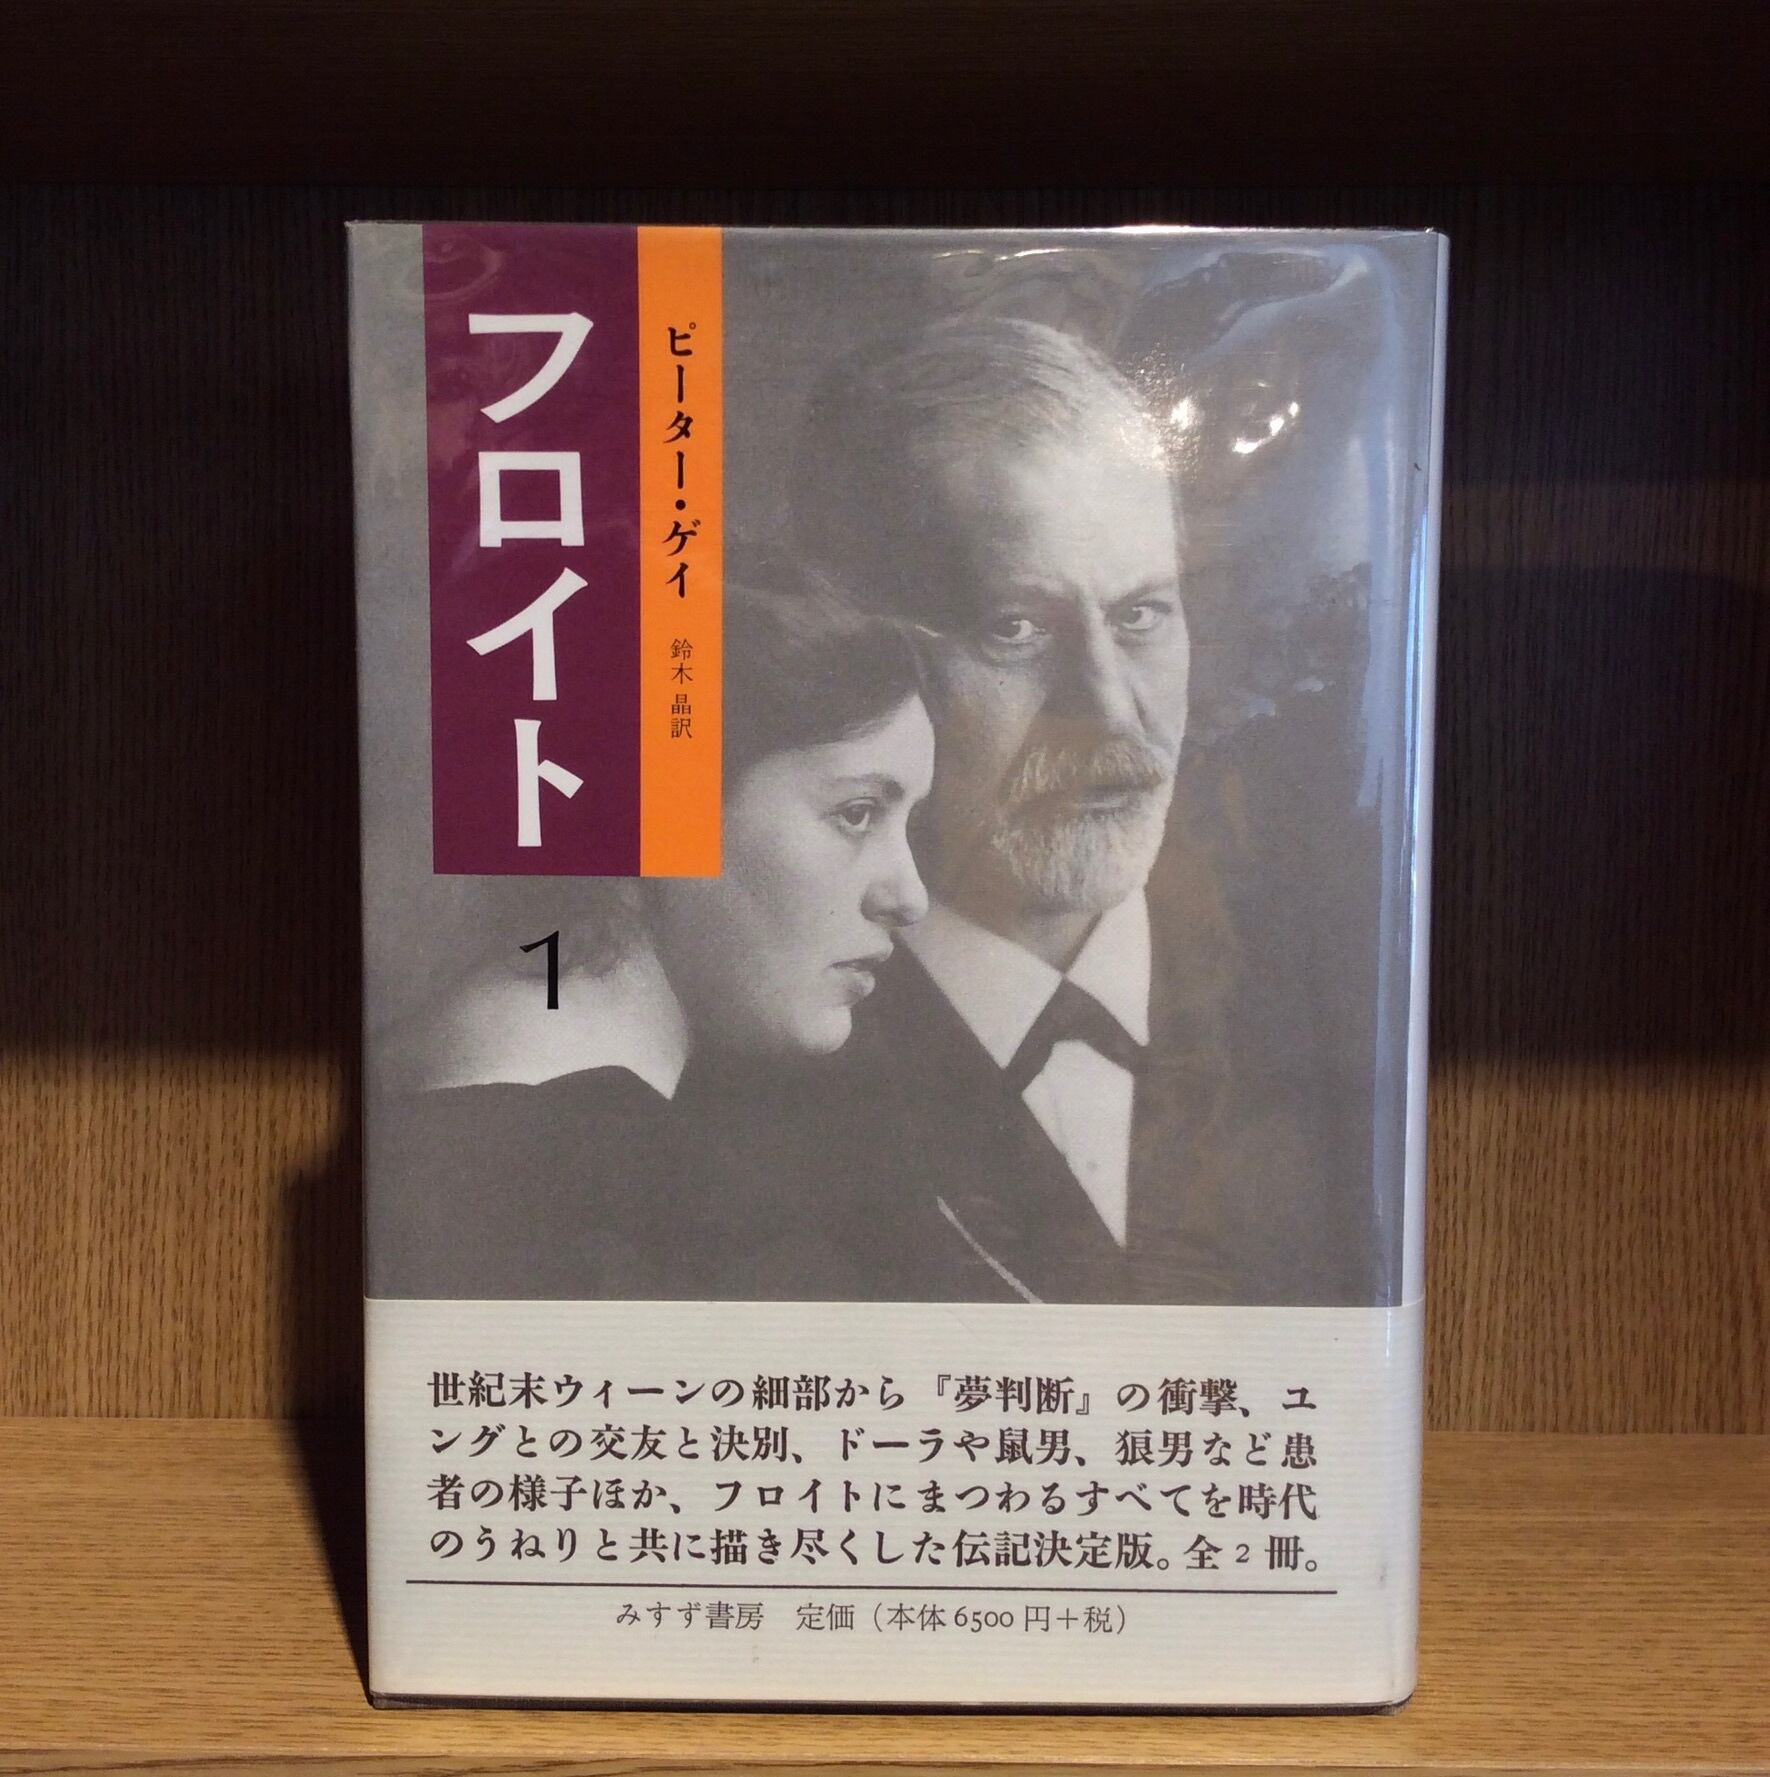 フロイト
1
ピーター・ゲイ
鈴木 晶訳
世紀末ウィーンの細部から『夢判断』の衝撃、ユ
ングとの交友と決別、ドーラや鼠男、狼男など患
者の様子ほか、フロイトにまつわるすべてを時代
のうねりと共に描き尽くした伝記決定版。全2冊。
みすず書房 定価（本体6500円＋税）